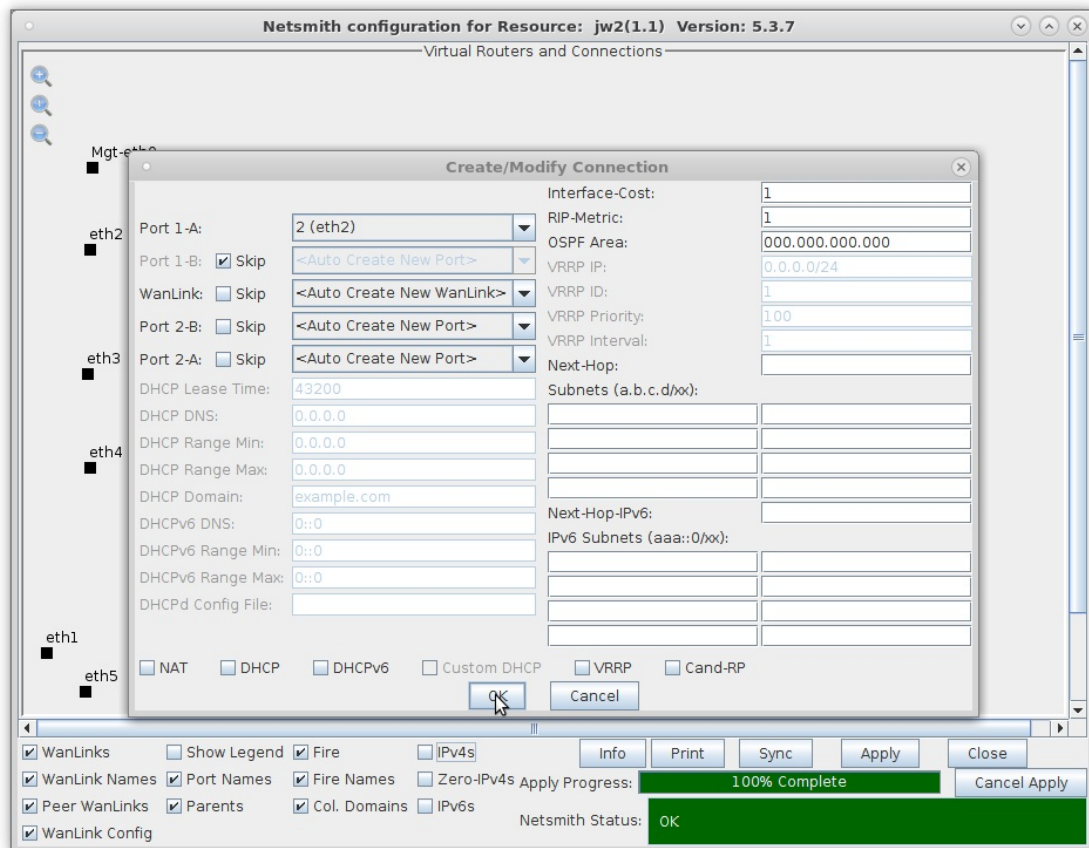 Netsmith configuration for Resource: jw2(1.1) Version: 5.3.7
Virtual Routers and Connections
Mgt-eth0
eth2
eth3
eth4
eth1
eth5
Create/Modify Connection
Port 1-A: 2 (eth2)
Port 1-B: Skip <Auto Create New Port>
WanLink: Skip <Auto Create New WanLink>
Port 2-B: Skip <Auto Create New Port>
Port 2-A: Skip <Auto Create New Port>
DHCP Lease Time: 43200
DHCP DNS: 0.0.0.0
DHCP Range Min: 0.0.0.0
DHCP Range Max: 0.0.0.0
DHCP Domain: example.com
DHCPv6 DNS: 0::0
DHCPv6 Range Min: 0::0
DHCPv6 Range Max: 0::0
DHCPd Config File:
Interface-Cost: 1
RIP-Metric: 1
OSPF Area: 000.000.000.000
VRRP IP: 0.0.0.0/24
VRRP ID: 1
VRRP Priority: 100
VRRP Interval: 1
Next-Hop:
Subnets (a.b.c.d/xx):
Next-Hop-IPv6:
IPv6 Subnets (aaa::0/xx):
NAT DHCP DHCPv6 Custom DHCP VRRP Cand-RP
OK Cancel
WanLinks Show Legend Fire IPv4s Info Print Sync Apply Close
WanLink Names Port Names Fire Names Zero-IPv4s Apply Progress: 100% Complete Cancel Apply
Peer WanLinks Parents Col. Domains IPv6s
WanLink Config Netsmith Status: OK